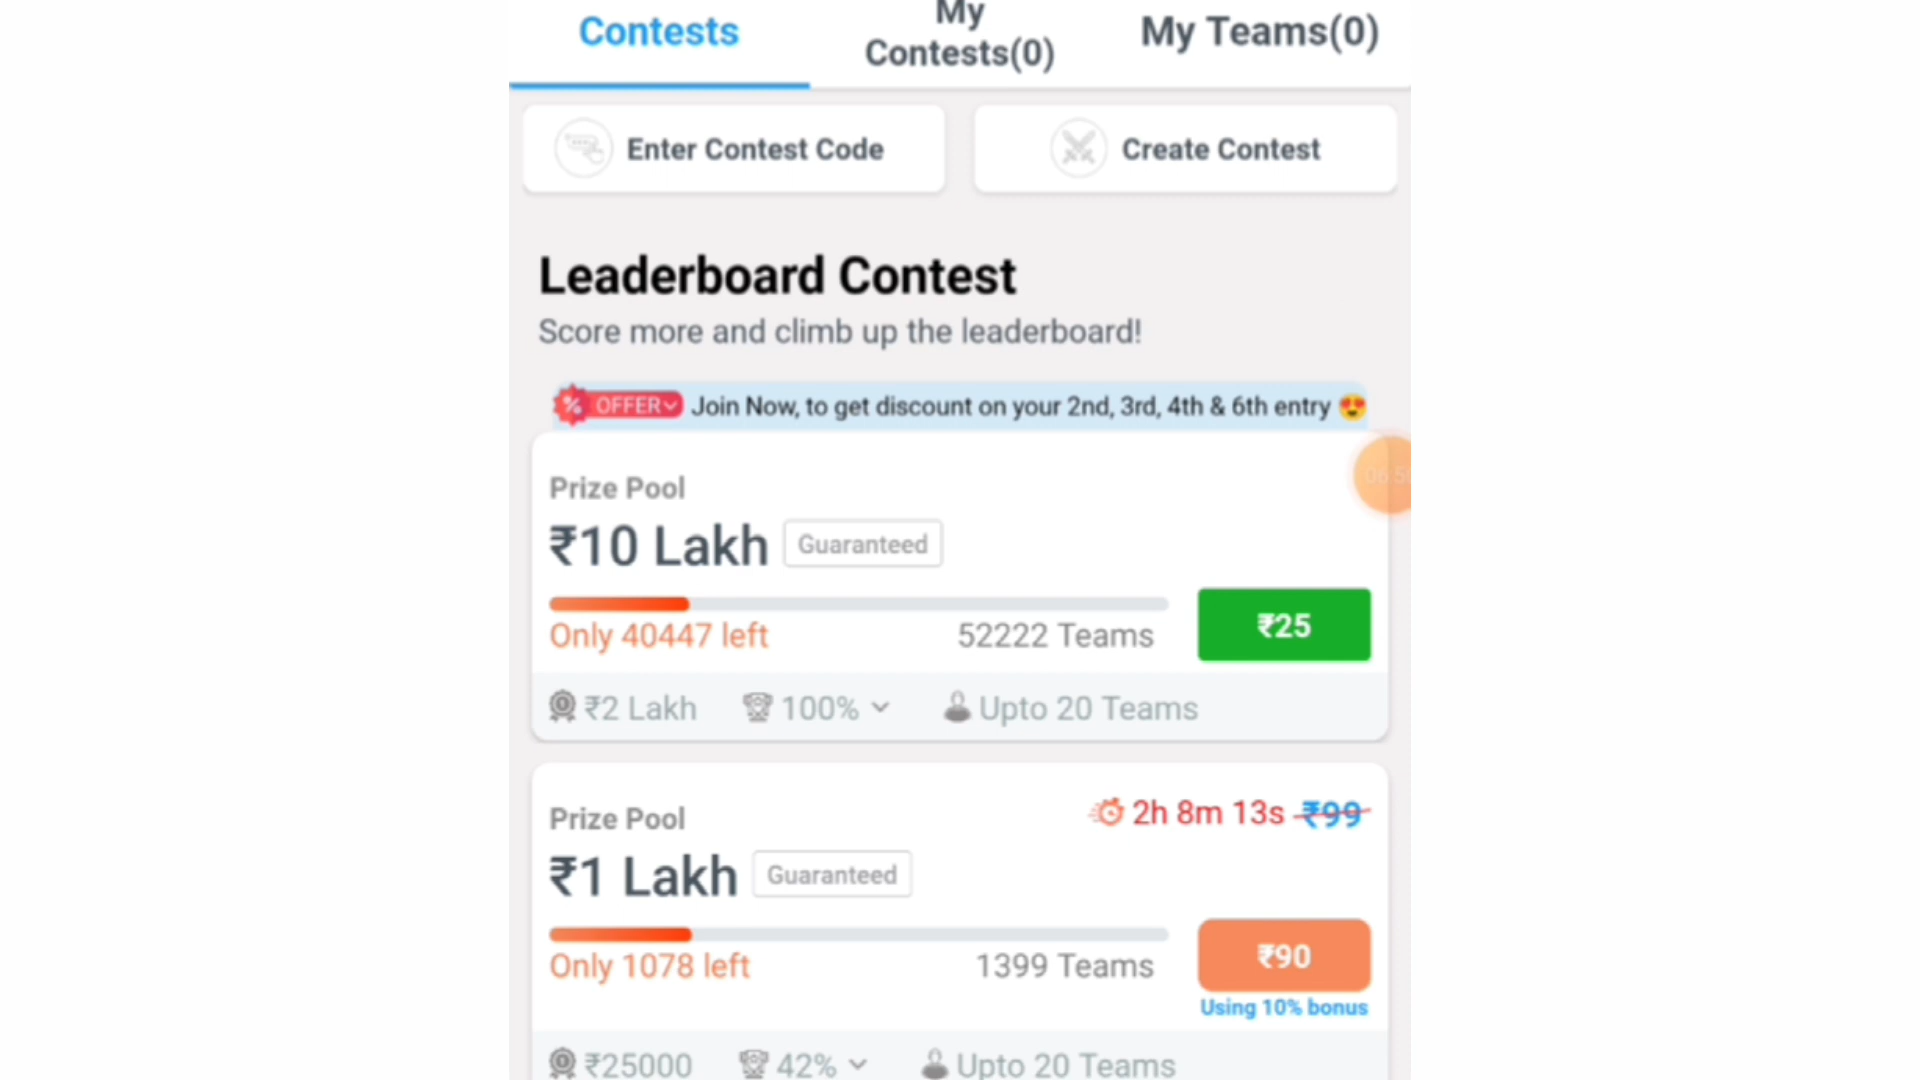 Contests
My
Contests(0)
My Teams(0)
Enter Contest Code
Create Contest
Leaderboard Contest
Score more and climb up the leaderboard!
% OFFER Join Now, to get discount on your 2nd, 3rd, 4th & 6th entry 😍
Prize Pool
₹10 Lakh Guaranteed
Only 40447 left 52222 Teams ₹25
₹2 Lakh 100% Upto 20 Teams
Prize Pool 2h 8m 13s ₹99
₹1 Lakh Guaranteed
Only 1078 left 1399 Teams ₹90
Using 10% bonus
₹25000 42% Upto 20 Teams